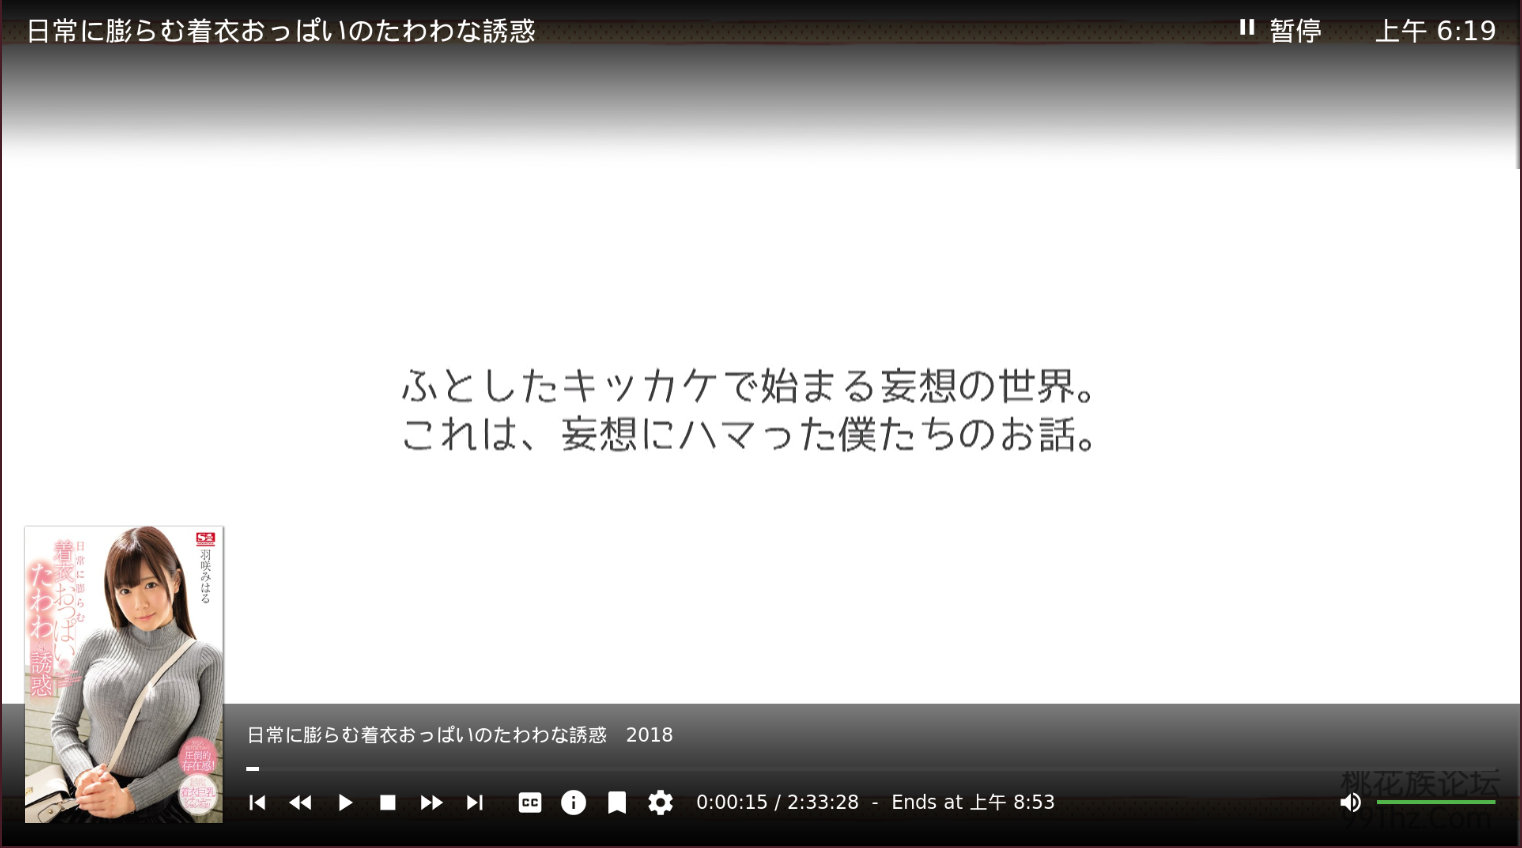 日常に膨らむ着衣おっぱいのたわわな誘惑
暫停
上午 6:19
ふとしたキッカケで始まる妄想の世界。
これは、妄想にハマった僕たちのお話。
S1
羽咲みはる
日常に膨らむ
着衣おっぱいの
たわわな誘惑
圧倒的
存在感!
着衣巨乳
日常に膨らむ着衣おっぱいのたわわな誘惑 2018
CC
0:00:15 / 2:33:28 - Ends at 上午 8:53
桃花族论坛